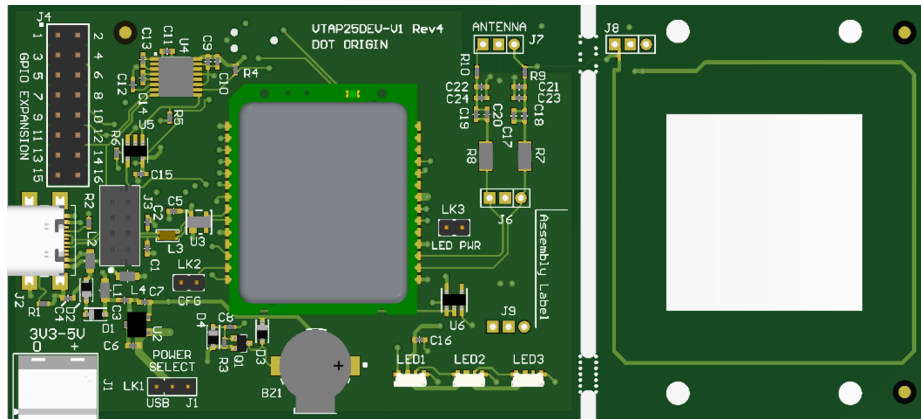 J4
1 2
3 4
5 6
7 8
9 10
11 12
13 14
15 16
GPIO EXPANSION
VTAP25DEV-V1 Rev4
DOT ORIGIN
ANTENNA
J7
J8
C13
C11
U4
C9
C10
R4
C12
C14
R5
U5
R6
C15
R10
R9
C22
C24
C21
C23
C19
C20
C17
C18
R8
R7
J6
LK3
LED PWR
Assembly Label
R2
L2
J3
C2
C5
U3
L3
C1
LK2
CFG
J2
R1
C4
D2
D1
L1
C3
L4
C7
U2
C6
3V3-5V
0 +
J1
POWER
SELECT
LK1
USB J1
D4
C8
R3
Q1
D3
BZ1
+
U6
J9
C16
LED1 LED2 LED3